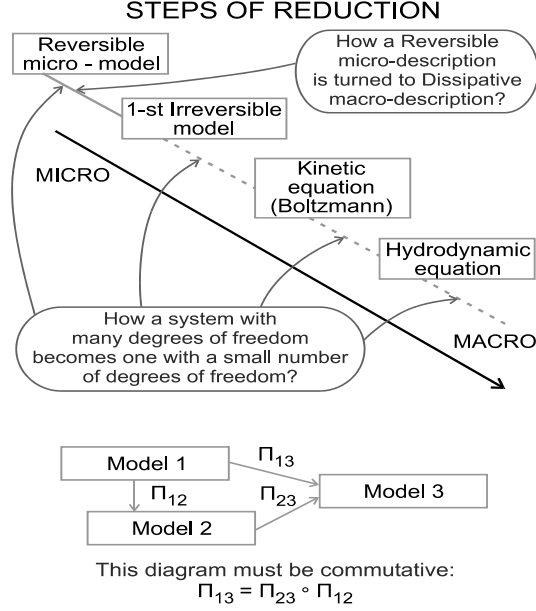 STEPS OF REDUCTION
Reversible
micro - model
How a Reversible
micro-description
is turned to Dissipative
macro-description?
1-st Irreversible
model
MICRO
Kinetic
equation
(Boltzmann)
Hydrodynamic
equation
How a system with
many degrees of freedom
becomes one with a small number
of degrees of freedom?
MACRO
Model 1
Π13
Π12
Π23
Model 3
Model 2
This diagram must be commutative:
Π13 = Π23 ∘ Π12